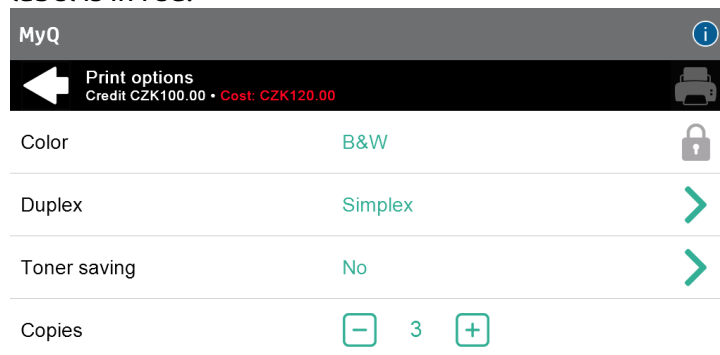 MyQ
i
Print options
Credit CZK100.00 • Cost: CZK120.00
Color B&W
Duplex Simplex
Toner saving No
Copies − 3 +